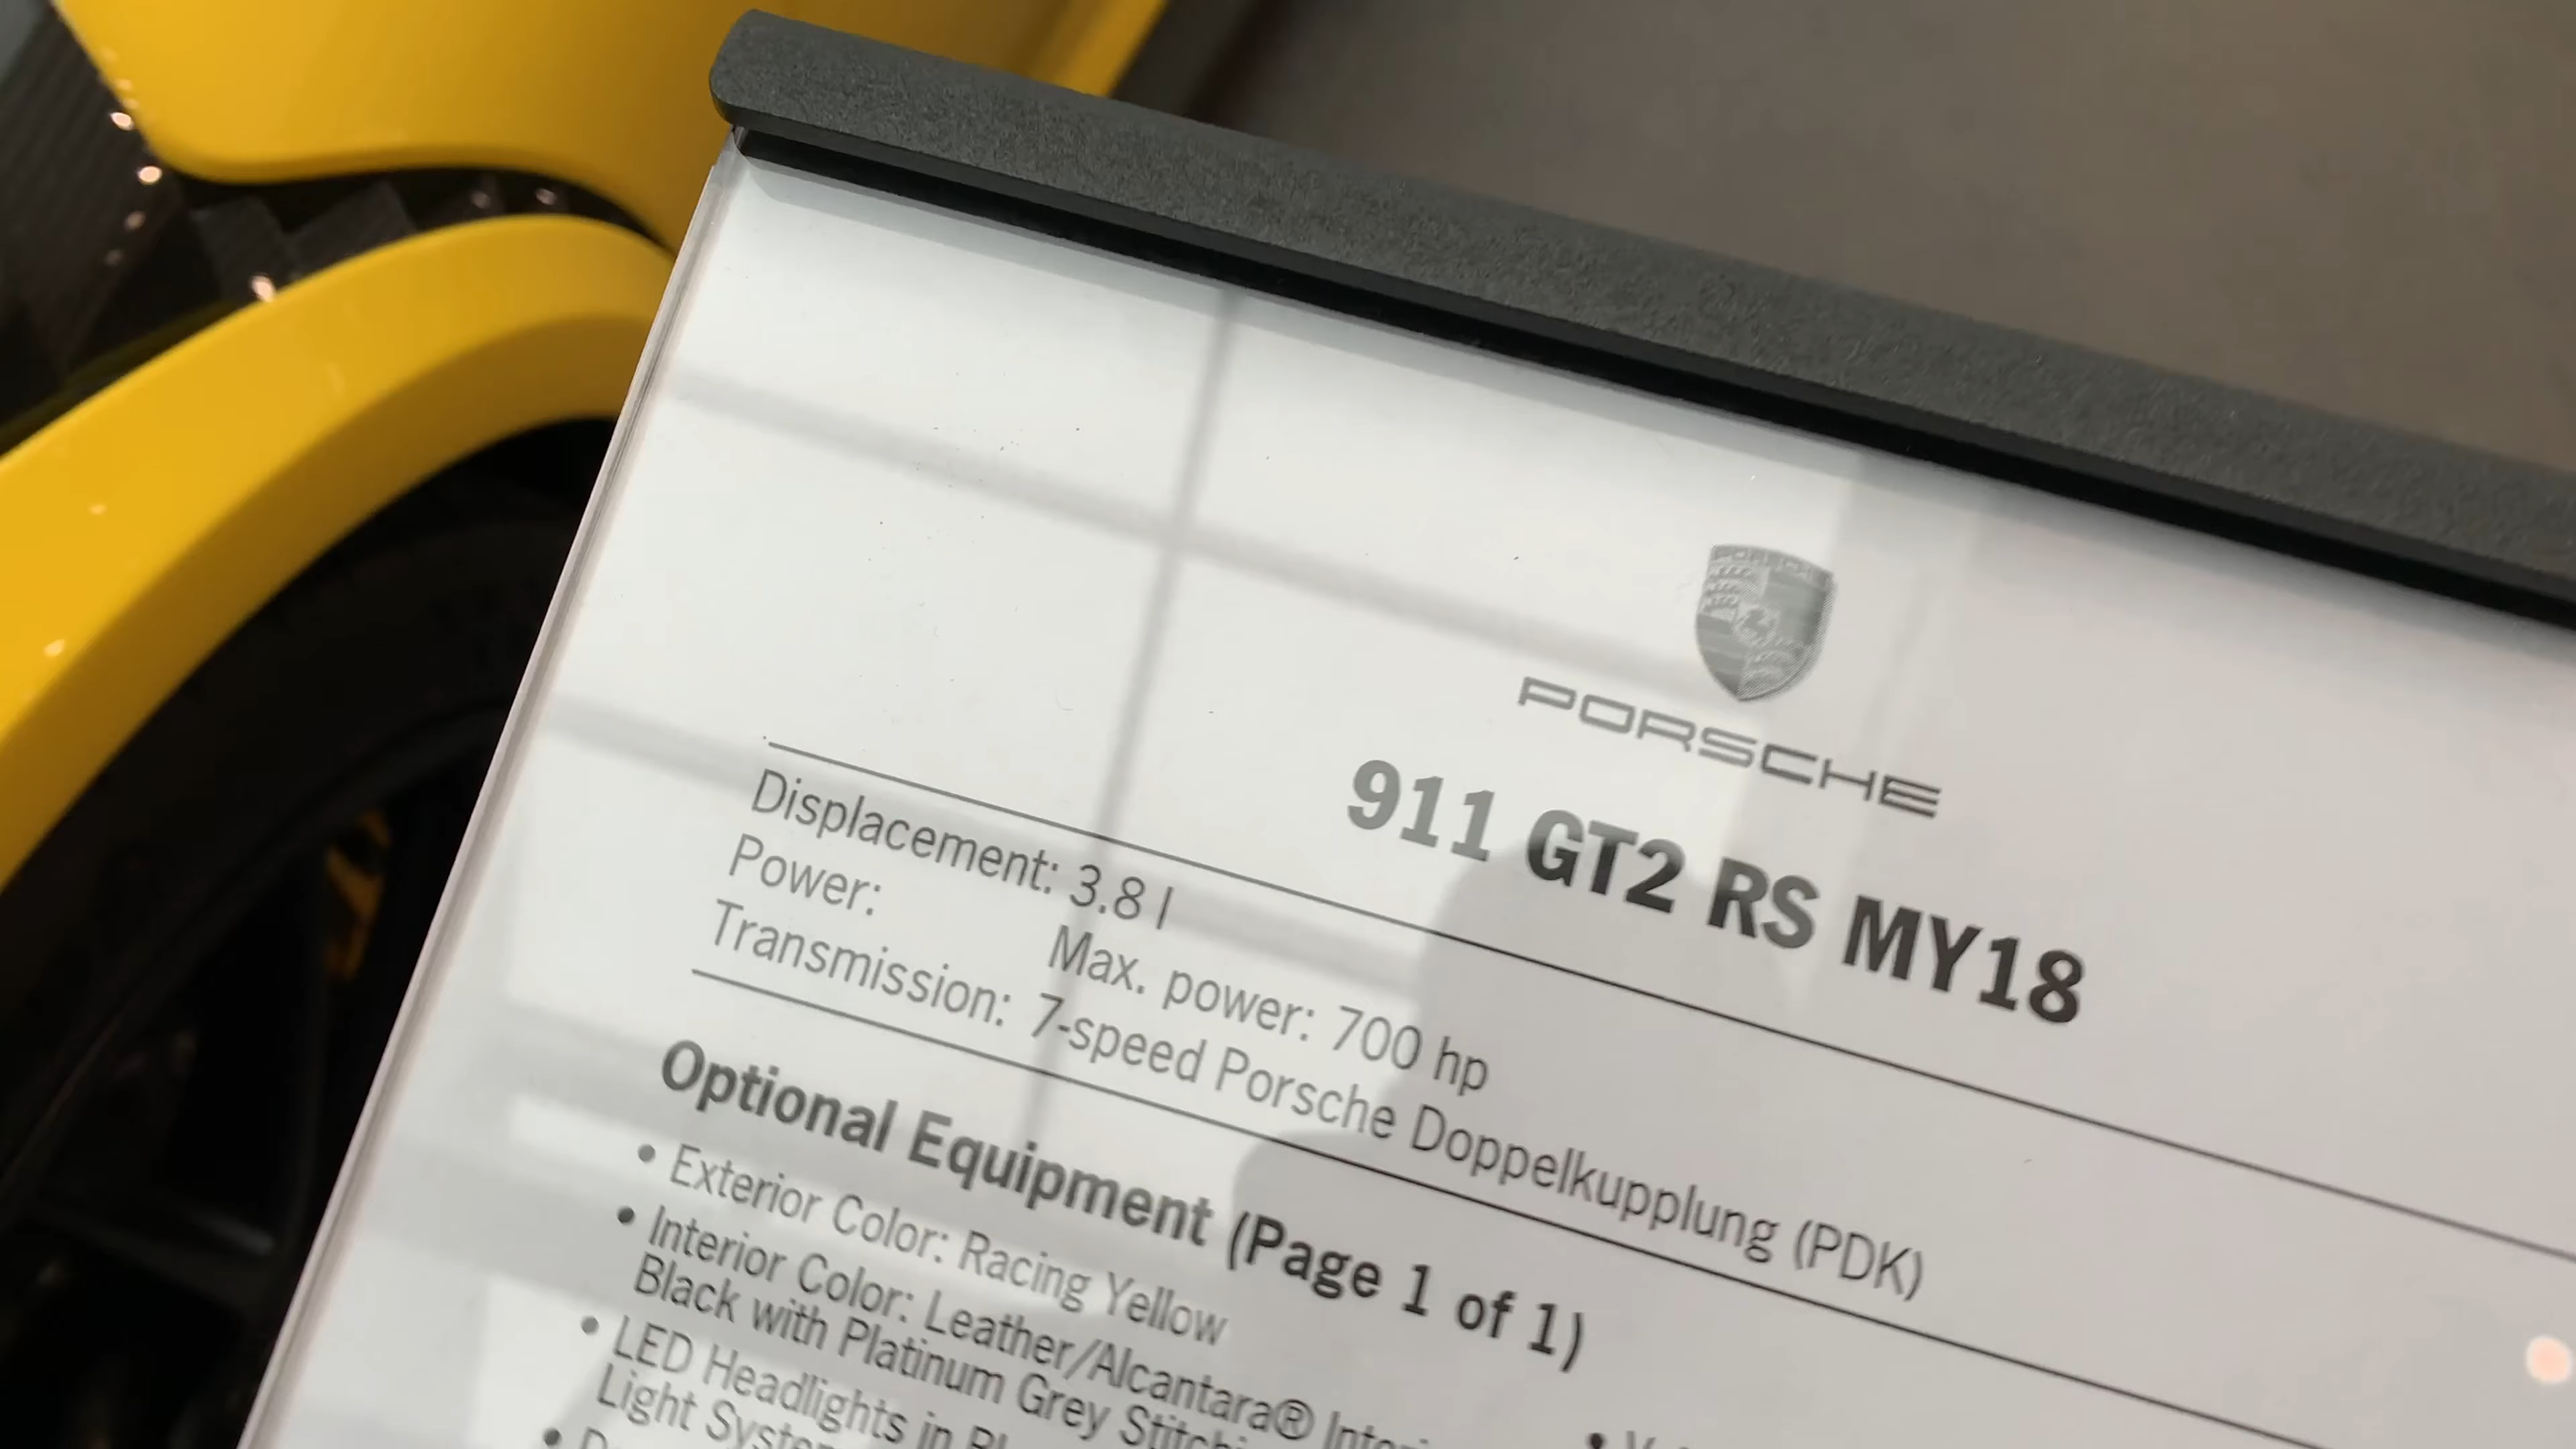 PORSCHE
911 GT2 RS MY18
Displacement: 3.8 l
Power: Max. power: 700 hp
Transmission: 7-speed Porsche Doppelkupplung (PDK)
Optional Equipment (Page 1 of 1)
• Exterior Color: Racing Yellow
• Interior Color: Leather/Alcantara®
Black with Platinum Grey
• LED Headlights in
Light